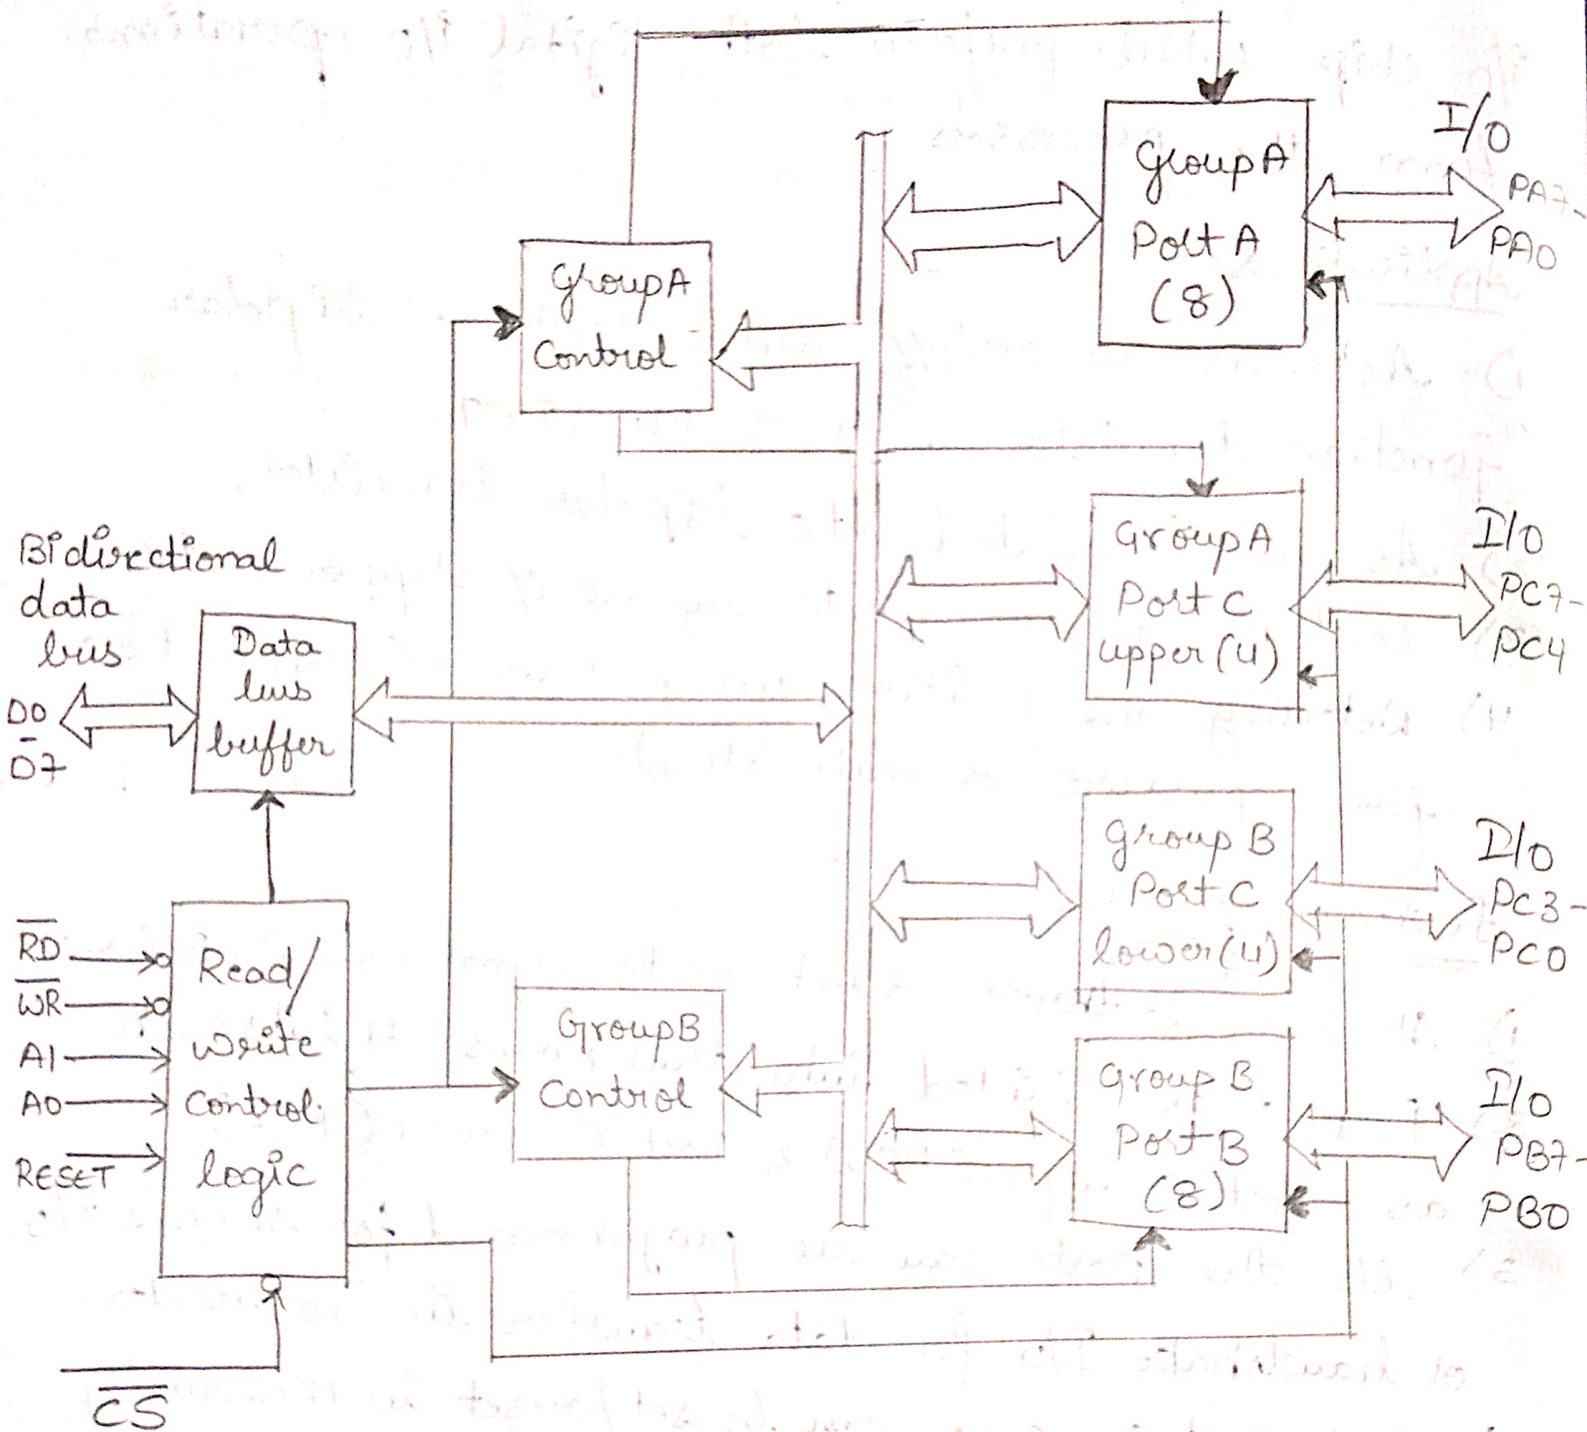 I/O
PA7-
PA0
Group A
Port A
(8)
Group A
Control
Bidirectional
data
bus
D0
-
D7
Data
bus
buffer
Group A
Port C
upper (4)
I/O
PC7-
PC4
Group B
Port C
lower (4)
I/O
PC3-
PC0
RD
WR
A1
A0
RESET
Read/
write
control
logic
Group B
Control
Group B
Port B
(8)
I/O
PB7-
PB0
CS